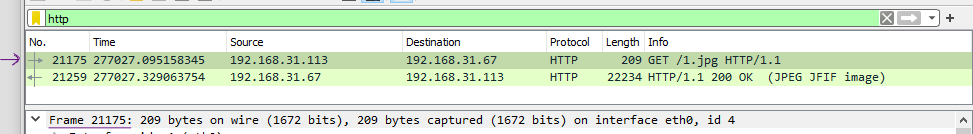 http
No. Time Source Destination Protocol Length Info
21175 277027.095158345 192.168.31.113 192.168.31.67 HTTP 209 GET /1.jpg HTTP/1.1
21259 277027.329063754 192.168.31.67 192.168.31.113 HTTP 22234 HTTP/1.1 200 OK (JPEG JFIF image)
Frame 21175: 209 bytes on wire (1672 bits), 209 bytes captured (1672 bits) on interface eth0, id 4